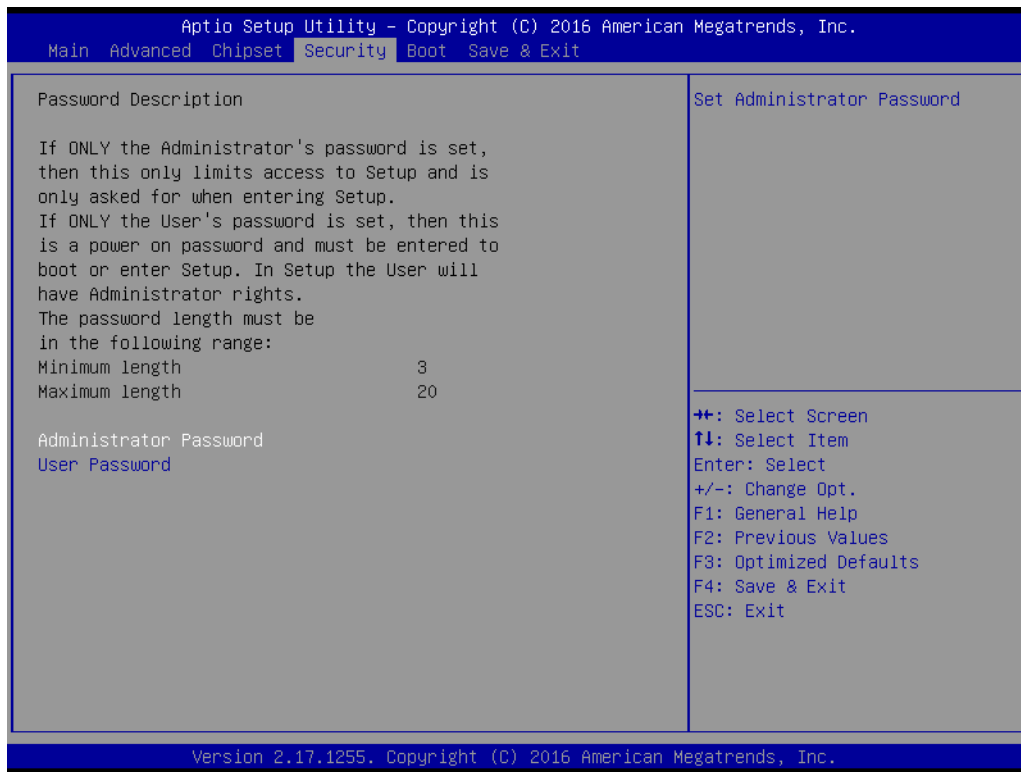 Aptio Setup Utility – Copyright (C) 2016 American Megatrends, Inc.
Main Advanced Chipset Security Boot Save & Exit
Password Description
If ONLY the Administrator's password is set,
then this only limits access to Setup and is
only asked for when entering Setup.
If ONLY the User's password is set, then this
is a power on password and must be entered to
boot or enter Setup. In Setup the User will
have Administrator rights.
The password length must be
in the following range:
Minimum length 3
Maximum length 20
Administrator Password
User Password
Set Administrator Password
→←: Select Screen
↑↓: Select Item
Enter: Select
+/-: Change Opt.
F1: General Help
F2: Previous Values
F3: Optimized Defaults
F4: Save & Exit
ESC: Exit
Version 2.17.1255. Copyright (C) 2016 American Megatrends, Inc.